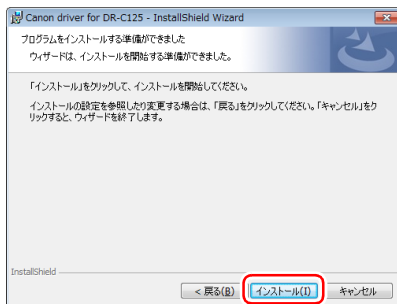 Canon driver for DR-C125 - InstallShield Wizard
プログラムをインストールする準備ができました
ウィザードは、インストールを開始する準備ができました。
「インストール」をクリックして、インストールを開始してください。
インストールの設定を参照したり変更する場合は、「戻る」をクリックしてください。「キャンセル」をク
リックすると、ウィザードを終了します。
InstallShield
< 戻る(B)
インストール(I)
キャンセル